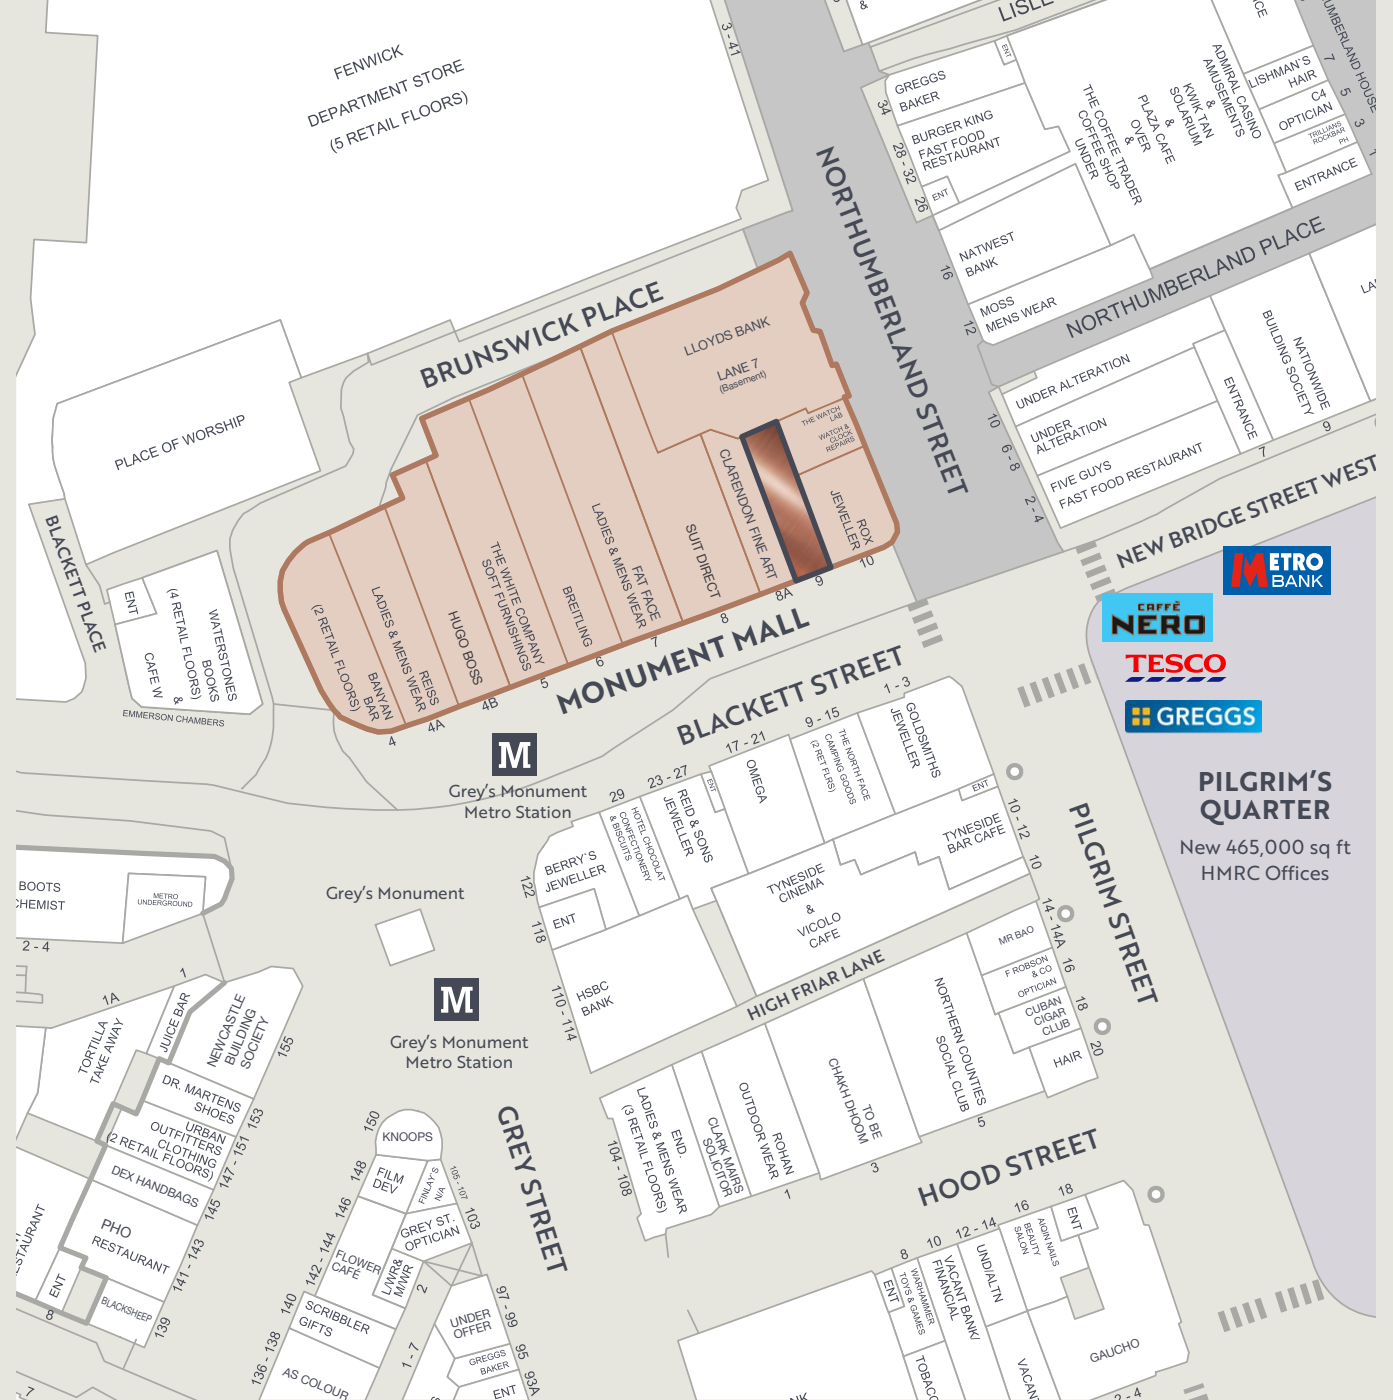 FENWICK
DEPARTMENT STORE
(5 RETAIL FLOORS)
3 - 41
&
LISLE
ENT
GREGGS
BAKER
34
BURGER KING
FAST FOOD
RESTAURANT
28 - 32
ENT
26
THE COFFEE TRADER
COFFEE SHOP
UNDER
&
OVER
PLAZA CAFE
&
KWIK TAN
SOLARIUM
&
ADMIRAL CASINO
AMUSEMENTS
LISHMAN'S
HAIR
7
C4
OPTICIAN
5
TRILLIANS
ROCKBAR
PH
3
1
ENTRANCE
NATWEST
BANK
16
MOSS
MENS WEAR
12
NORTHUMBERLAND STREET
NORTHUMBERLAND PLACE
BRUNSWICK PLACE
PLACE OF WORSHIP
BLACKETT PLACE
ENT
WATERSTONES
BOOKS
(4 RETAIL FLOORS)
&
CAFE W
EMMERSON CHAMBERS
LLOYDS BANK
LANE 7
(Basement)
THE WATCH
LAB
WATCH &
CLOCK
REPAIRS
CLARENDON FINE ART
ROX
JEWELLER
SUIT DIRECT
FAT FACE
LADIES & MENS WEAR
BREITLING
THE WHITE COMPANY
SOFT FURNISHINGS
HUGO BOSS
REISS
LADIES & MENS WEAR
BANYAN
BAR
(2 RETAIL FLOORS)
4
4A
4B
5
6
7
8
8A
9
10
MONUMENT MALL
UNDER ALTERATION
10
UNDER
ALTERATION
6 - 8
FIVE GUYS
FAST FOOD RESTAURANT
2 - 4
ENTRANCE
7
NATIONWIDE
BUILDING SOCIETY
9
NEW BRIDGE STREET WEST
METRO
BANK
CAFFÈ
NERO
TESCO
GREGGS
PILGRIM'S
QUARTER
New 465,000 sq ft
HMRC Offices
BLACKETT STREET
M
Grey's Monument
Metro Station
1 - 3
GOLDSMITHS
JEWELLER
9 - 15
THE NORTH FACE
CAMPING GOODS
(2 RET FLRS)
17 - 21
OMEGA
ENT
23 - 27
REID & SONS
JEWELLER
29
HOTEL CHOCOLAT
CONFECTIONERY
& BISCUITS
BERRY'S
JEWELLER
122
ENT
118
HSBC
BANK
110 - 114
TYNESIDE
CINEMA
&
VICOLO
CAFE
ENT
TYNESIDE
BAR CAFE
10 - 12
10
PILGRIM STREET
HIGH FRIAR LANE
Grey's Monument
M
Grey's Monument
Metro Station
BOOTS
CHEMIST
METRO
UNDERGROUND
2 - 4
1A
1
TORTILLA
TAKE AWAY
JUICE BAR
NEWCASTLE
BUILDING
SOCIETY
155
DR. MARTENS
SHOES
153
URBAN
OUTFITTERS
CLOTHING
(2 RETAIL FLOORS)
147 - 151
DEX HANDBAGS
145
PHO
RESTAURANT
141 - 143
ENT
BLACKSHEEP
139
8
7
GREY STREET
150
KNOOPS
148
FILM
DEV
FINLAY'S
N/A
105 - 107
146
103
GREY ST.
OPTICIAN
142 - 144
FLOWER
CAFÉ
L/WR&
M/WR
2
140
SCRIBBLER
GIFTS
136 - 138
AS COLOUR
1 - 7
UNDER
OFFER
97 - 99
GREGGS
BAKER
95
ENT
93A
END.
LADIES & MENS WEAR
(3 RETAIL FLOORS)
104 - 108
CLARK MAIRS
SOLICITOR
ROHAN
OUTDOOR WEAR
1
TO BE
CHAKH DHOOM
3
NORTHERN COUNTIES
SOCIAL CLUB
5
MR BAO
14 - 14A
F ROBSON
& CO
OPTICIAN
16
CUBAN
CIGAR
CLUB
18
HAIR
20
HOOD STREET
ENT
8
WARHAMMER
TOYS & GAMES
10
VACANT BANK/
FINANCIAL
12 - 14
UND/ALTN
16
AIQIN NAILS
BEAUTY
SALON
18
ENT
TOBACC
VACAN
GAUCHO
2 - 4